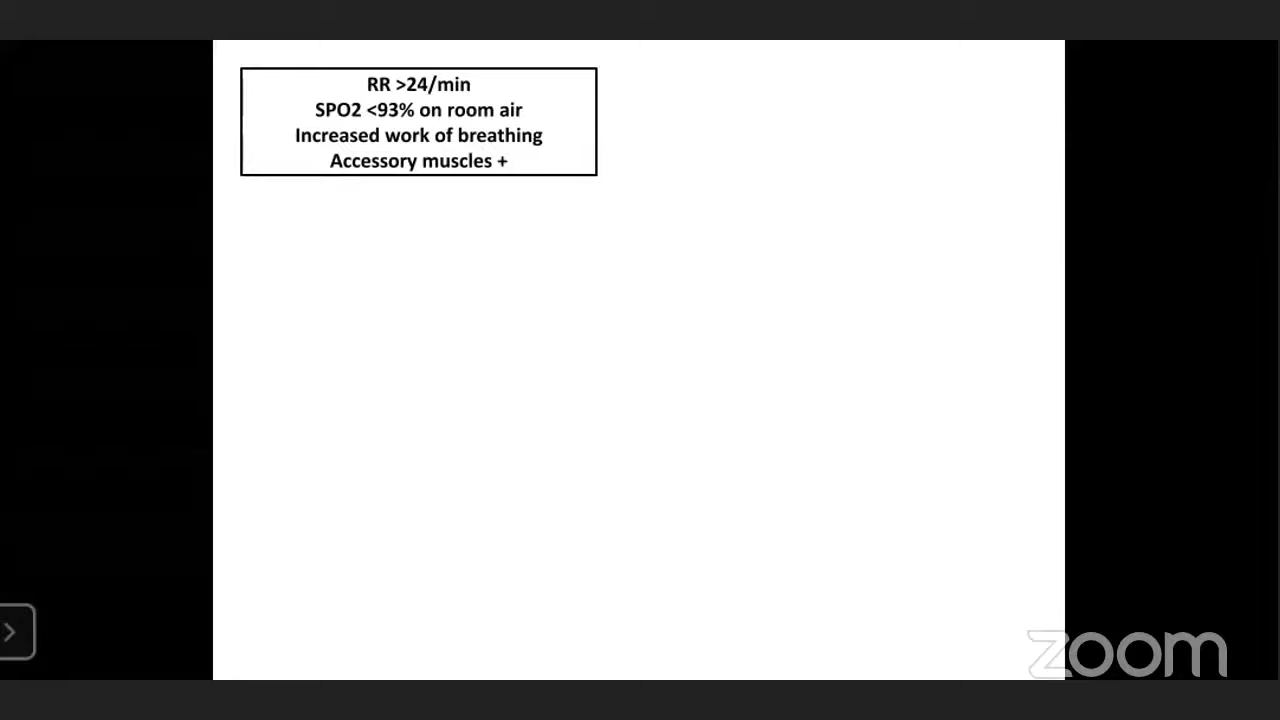 RR >24/min
SPO2 <93% on room air
Increased work of breathing
Accessory muscles +
zoom